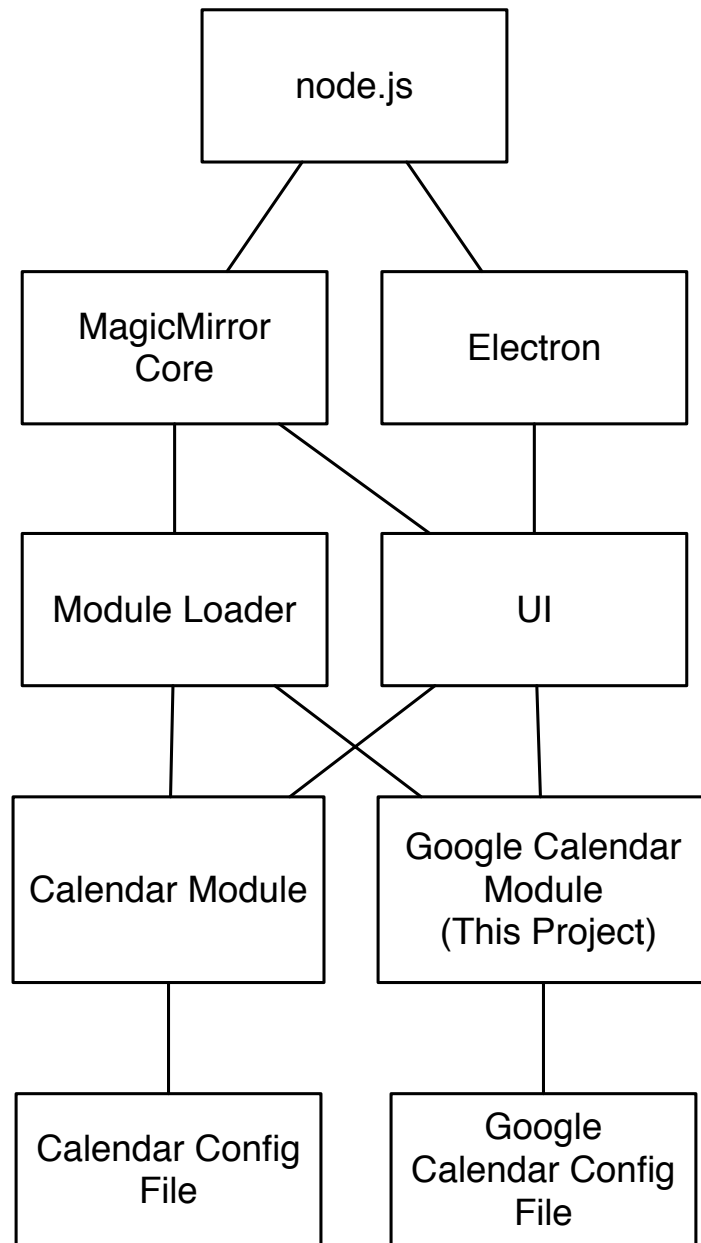 node.js
MagicMirror
Core
Electron
Module Loader
UI
Calendar Module
Google Calendar
Module
(This Project)
Calendar Config
File
Google
Calendar Config
File